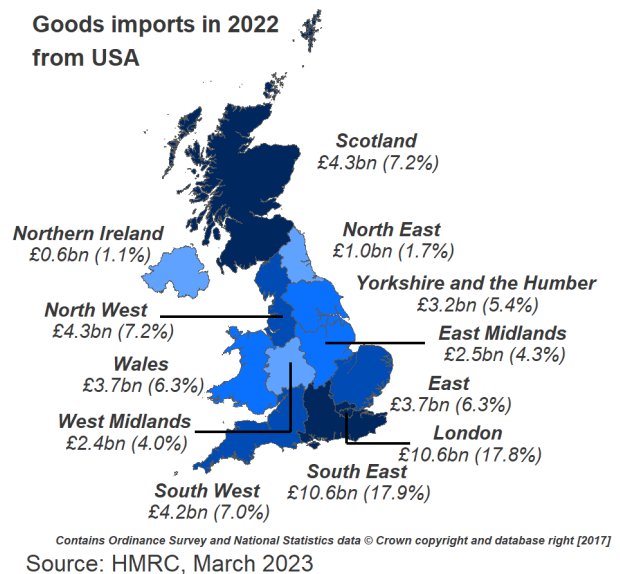 Goods imports in 2022
from USA
Scotland
£4.3bn (7.2%)
Northern Ireland
£0.6bn (1.1%)
North East
£1.0bn (1.7%)
Yorkshire and the Humber
£3.2bn (5.4%)
North West
£4.3bn (7.2%)
East Midlands
£2.5bn (4.3%)
Wales
£3.7bn (6.3%)
East
£3.7bn (6.3%)
West Midlands
£2.4bn (4.0%)
London
£10.6bn (17.8%)
South East
£10.6bn (17.9%)
South West
£4.2bn (7.0%)
Contains Ordinance Survey and National Statistics data © Crown copyright and database right [2017]
Source: HMRC, March 2023